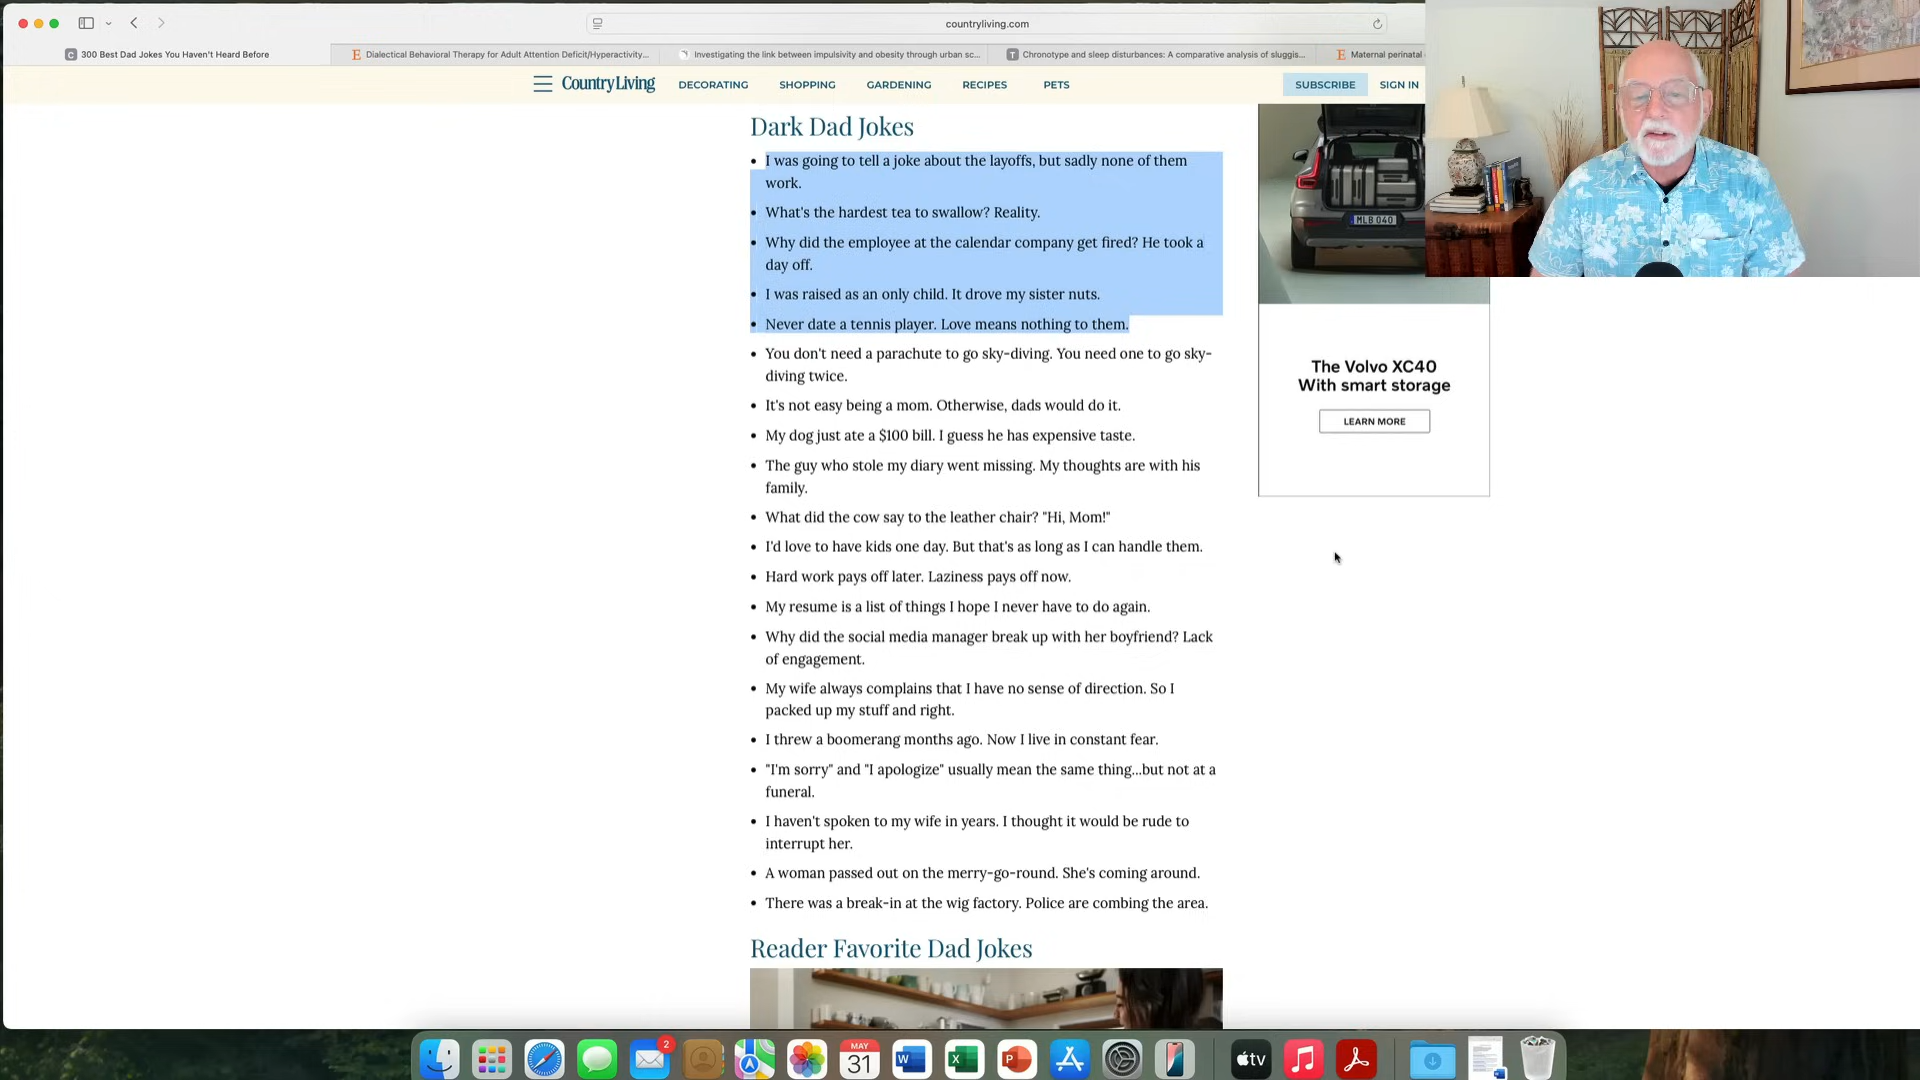 countryliving.com
300 Best Dad Jokes You Haven't Heard Before
Dialectical Behavioral Therapy for Adult Attention Deficit/Hyperactivity...
Investigating the link between impulsivity and obesity through urban sc...
Chronotype and sleep disturbances: A comparative analysis of sluggis...
Maternal perinatal
Country Living
DECORATING
SHOPPING
GARDENING
RECIPES
PETS
SUBSCRIBE
SIGN IN
Dark Dad Jokes
• I was going to tell a joke about the layoffs, but sadly none of them
work.
• What's the hardest tea to swallow? Reality.
• Why did the employee at the calendar company get fired? He took a
day off.
• I was raised as an only child. It drove my sister nuts.
• Never date a tennis player. Love means nothing to them.
• You don't need a parachute to go sky-diving. You need one to go sky-
diving twice.
• It's not easy being a mom. Otherwise, dads would do it.
• My dog just ate a $100 bill. I guess he has expensive taste.
• The guy who stole my diary went missing. My thoughts are with his
family.
• What did the cow say to the leather chair? "Hi, Mom!"
• I'd love to have kids one day. But that's as long as I can handle them.
• Hard work pays off later. Laziness pays off now.
• My resume is a list of things I hope I never have to do again.
• Why did the social media manager break up with her boyfriend? Lack
of engagement.
• My wife always complains that I have no sense of direction. So I
packed up my stuff and right.
• I threw a boomerang months ago. Now I live in constant fear.
• "I'm sorry" and "I apologize" usually mean the same thing...but not at a
funeral.
• I haven't spoken to my wife in years. I thought it would be rude to
interrupt her.
• A woman passed out on the merry-go-round. She's coming around.
• There was a break-in at the wig factory. Police are combing the area.
Reader Favorite Dad Jokes
MLB 040
The Volvo XC40
With smart storage
LEARN MORE
2
MAY
31
W
X
P
tv